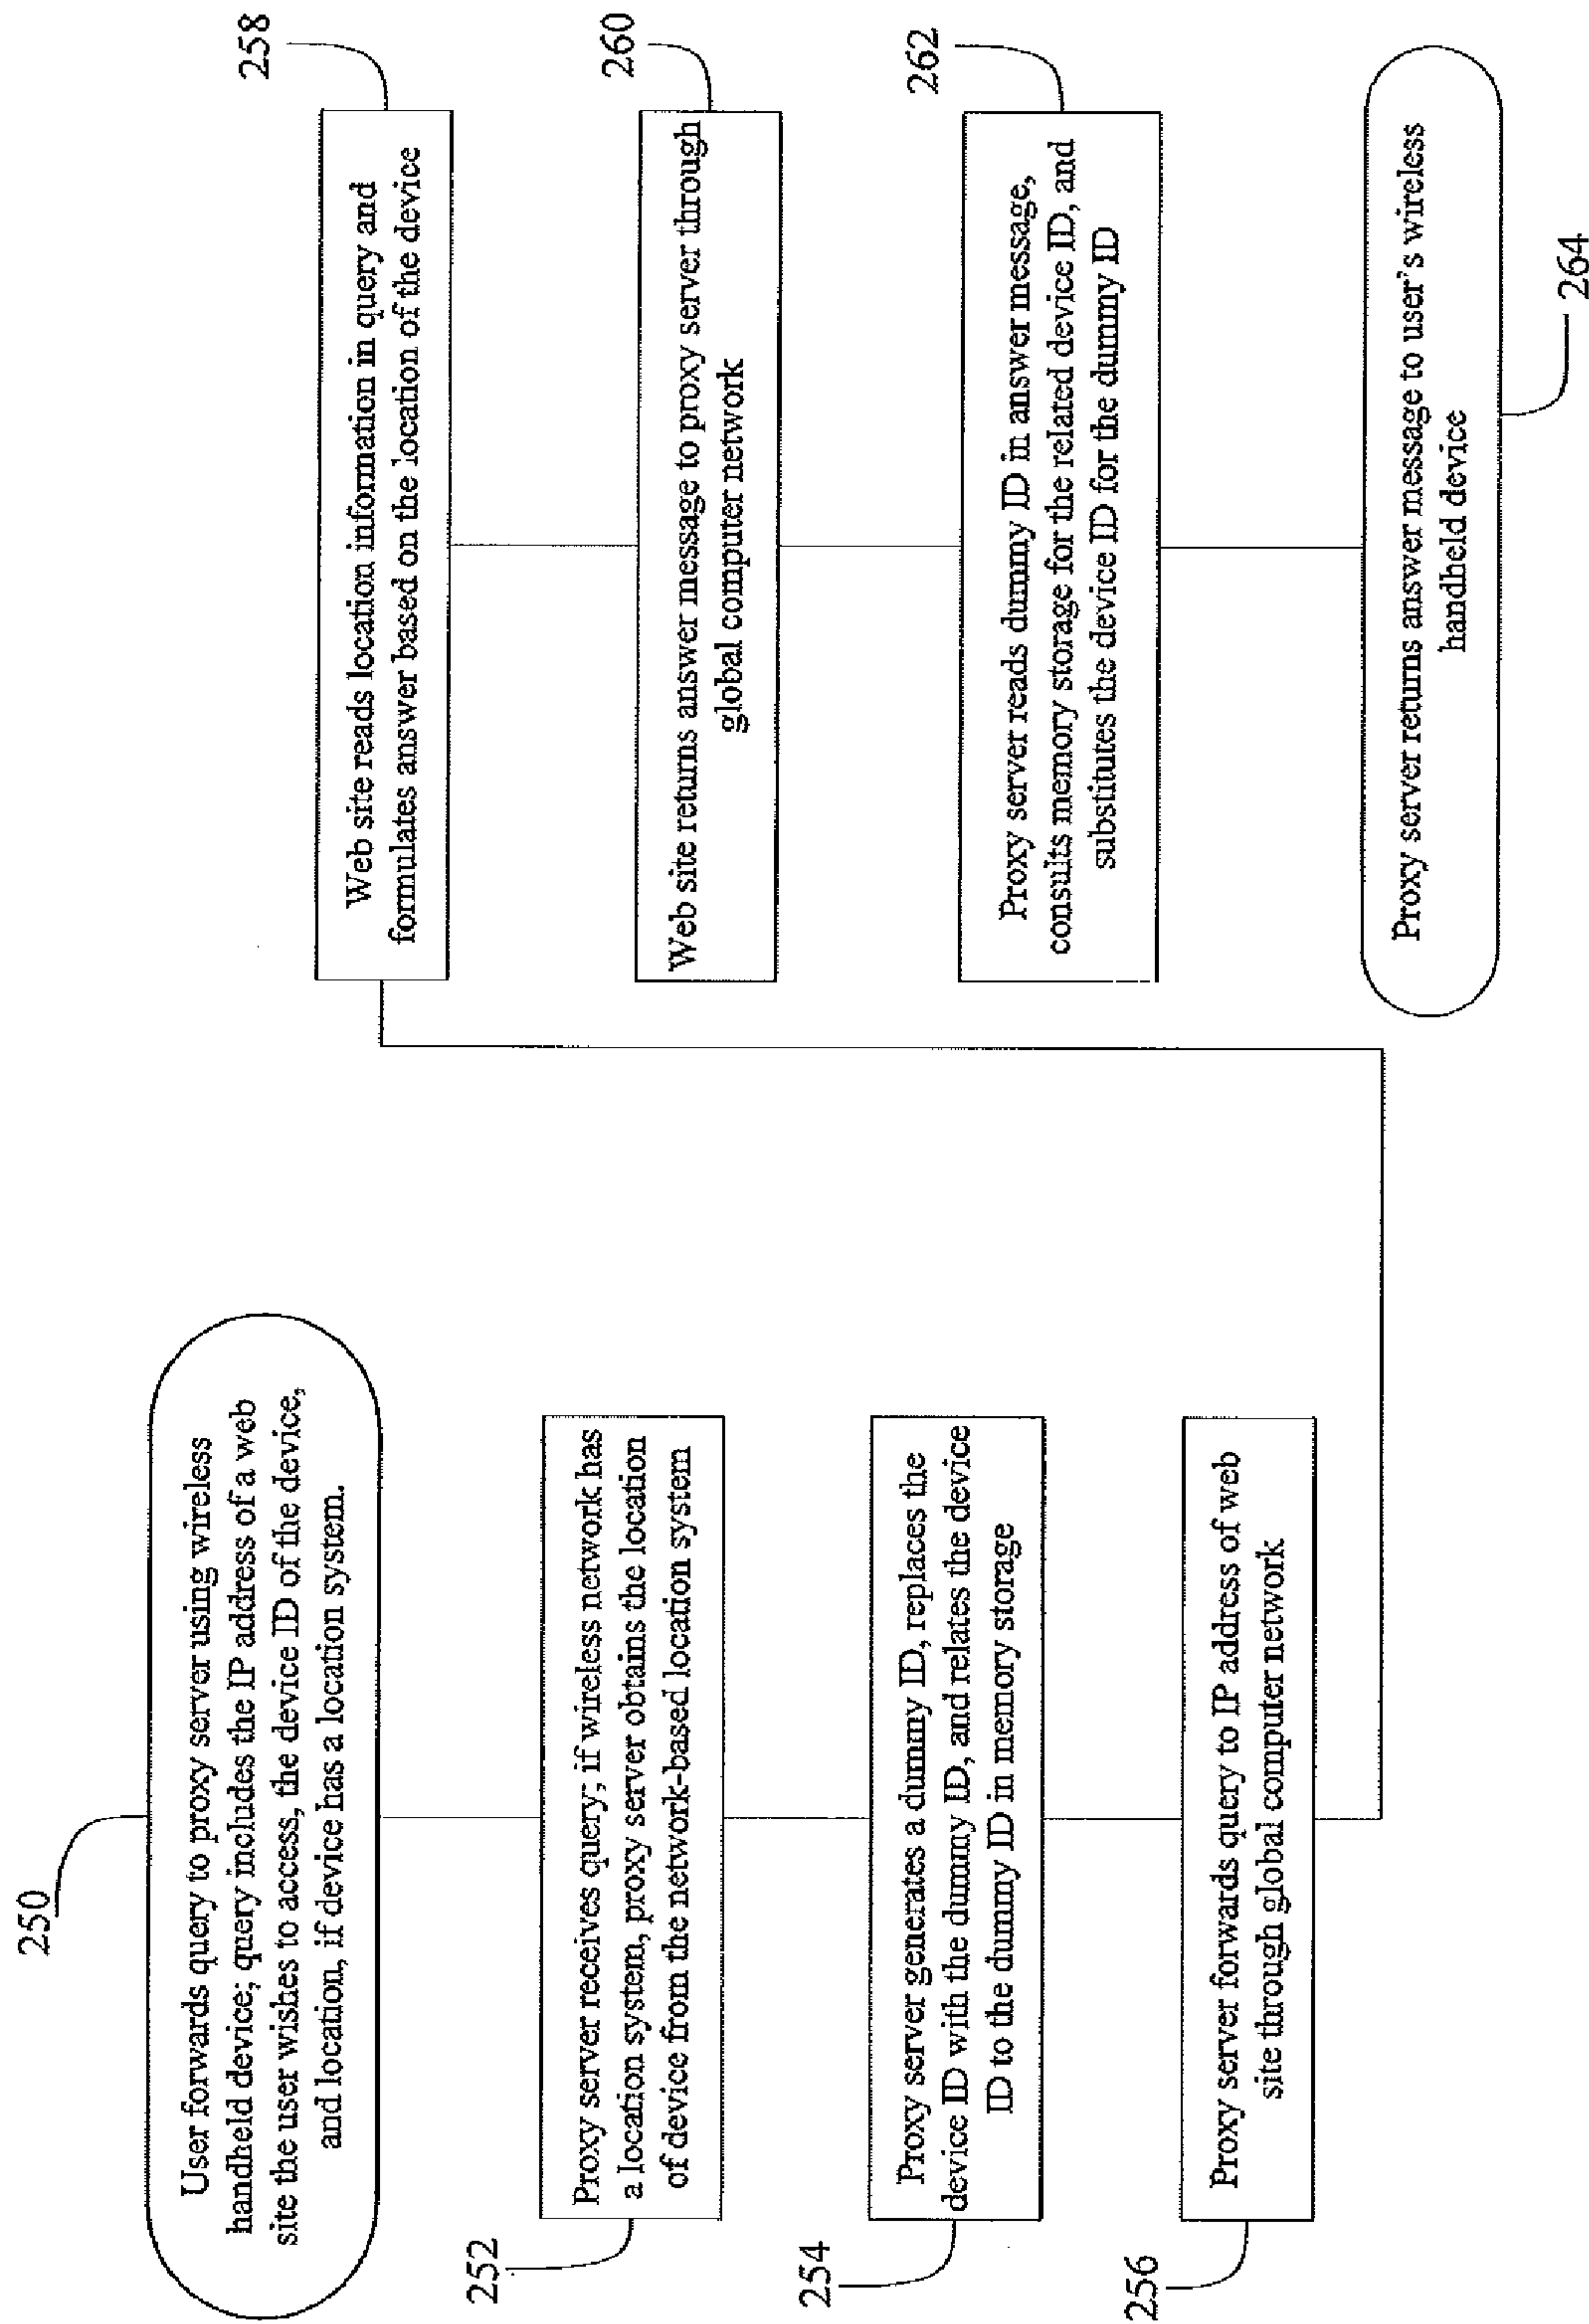 250
User forwards query to proxy server using wireless
handheld device; query includes the IP address of a web
site the user wishes to access, the device ID of the device,
and location, if device has a location system.
252
Proxy server receives query; if wireless network has
a location system, proxy server obtains the location
of device from the network-based location system
254
Proxy server generates a dummy ID, replaces the
device ID with the dummy ID, and relates the device
ID to the dummy ID in memory storage
256
Proxy server forwards query to IP address of web
site through global computer network
258
Web site reads location information in query and
formulates answer based on the location of the device
260
Web site returns answer message to proxy server through
global computer network
262
Proxy server reads dummy ID in answer message,
consults memory storage for the related device ID, and
substitutes the device ID for the dummy ID
Proxy server returns answer message to user's wireless
handheld device
264